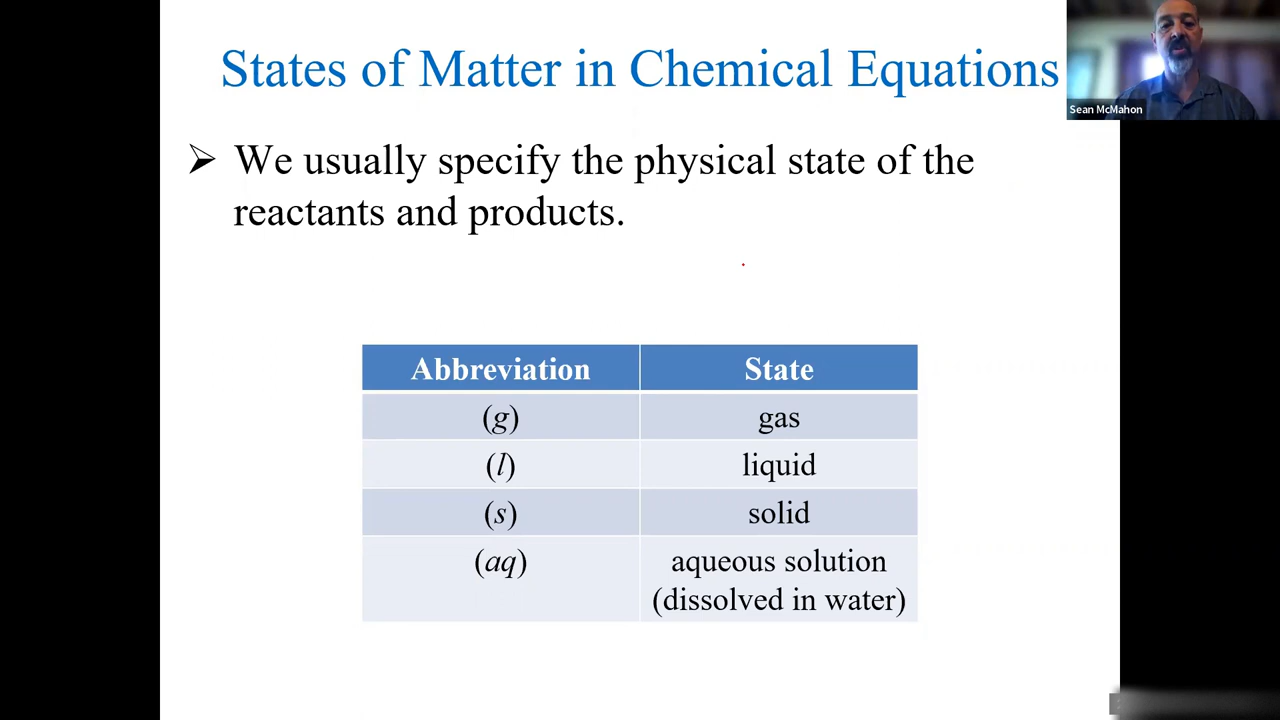 States of Matter in Chemical Equations
Sean McMahon
➢ We usually specify the physical state of the
reactants and products.
Abbreviation State
(g) gas
(l) liquid
(s) solid
(aq) aqueous solution
(dissolved in water)